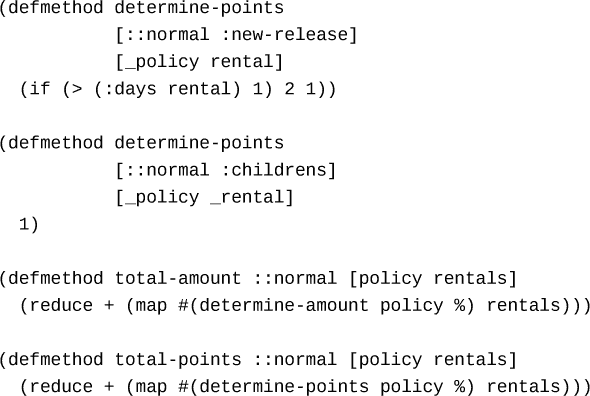 (defmethod determine-points
           [::normal :new-release]
           [_policy rental]
  (if (> (:days rental) 1) 2 1))

(defmethod determine-points
           [::normal :childrens]
           [_policy _rental]
  1)

(defmethod total-amount ::normal [policy rentals]
  (reduce + (map #(determine-amount policy %) rentals)))

(defmethod total-points ::normal [policy rentals]
  (reduce + (map #(determine-points policy %) rentals)))